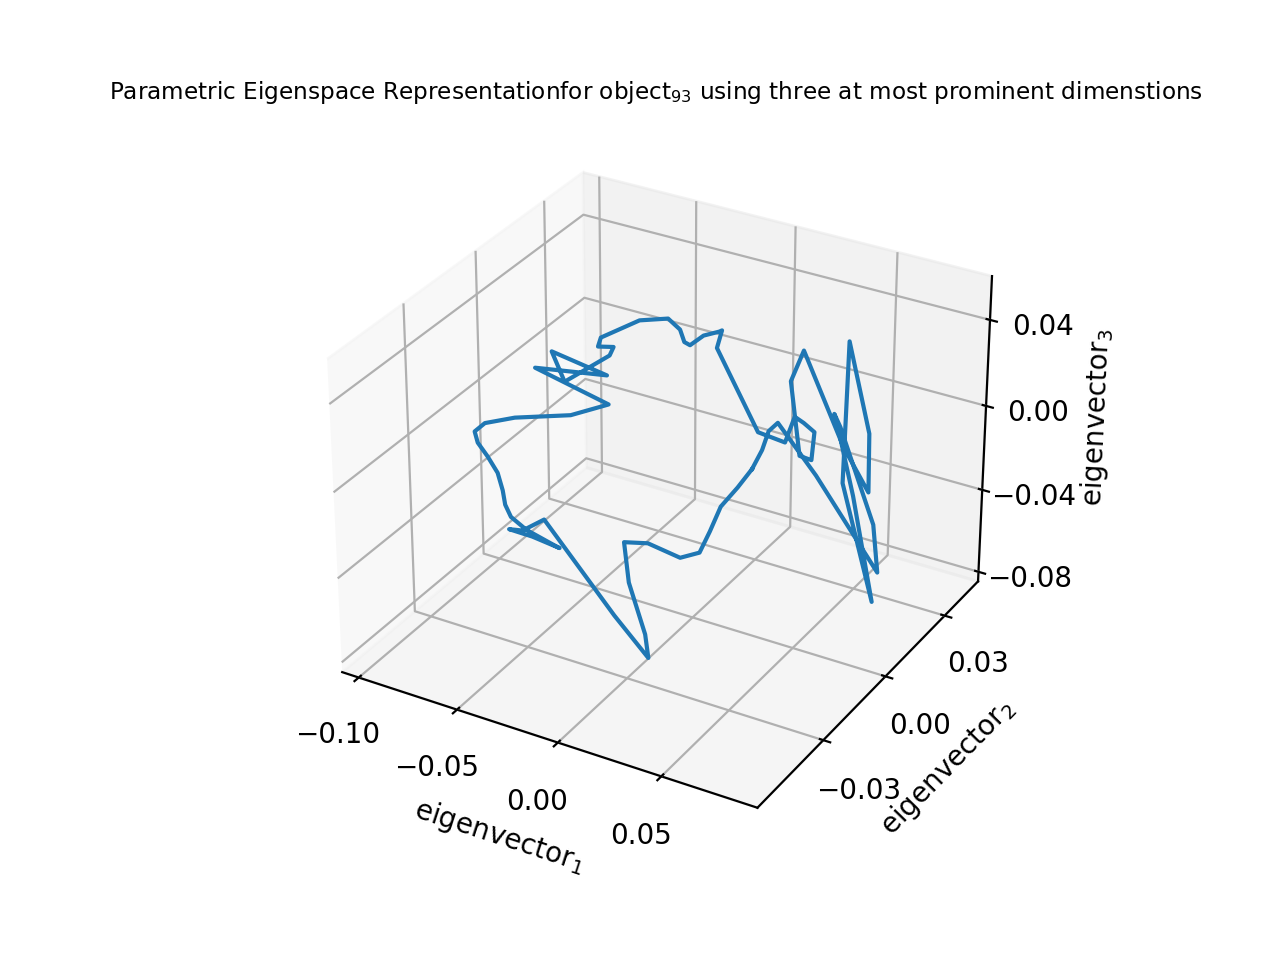 Parametric Eigenspace Representationfor object₉₃ using three at most prominent dimenstions
0.04
0.00
−0.04
−0.08
eigenvector₃
0.03
0.00
−0.03
eigenvector₂
−0.10
−0.05
0.00
0.05
eigenvector₁